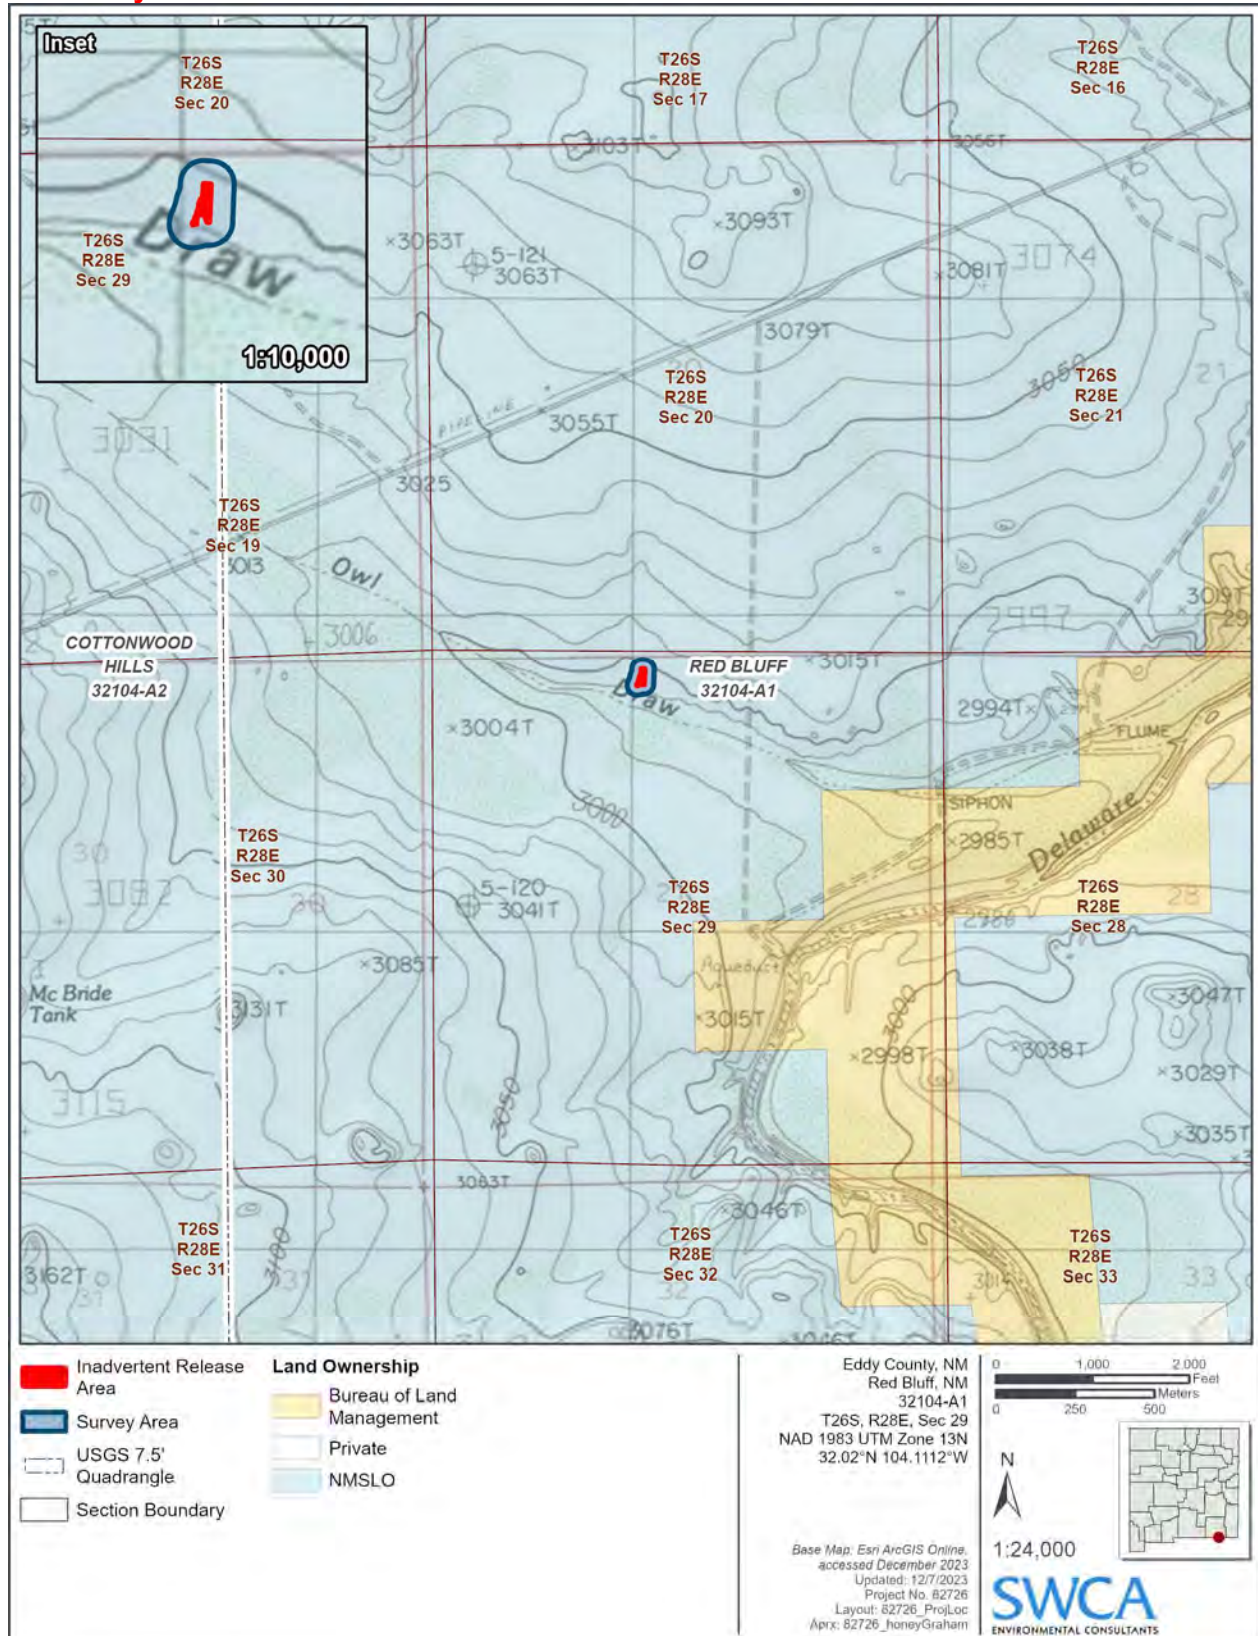 Inset
T26S
R28E
Sec 20
T26S
R28E
Sec 29
Draw
1:10,000
T26S
R28E
Sec 17
T26S
R28E
Sec 16
3103T
3056T
×3063T
5-121
3063T
×3093T
×3081T
3074
3079T
3050
T26S
R28E
Sec 20
T26S
R28E
Sec 21
21
PIPELINE
3055T
3025
T26S
R28E
Sec 19
3013
Owl
3006
COTTONWOOD
HILLS
32104-A2
RED BLUFF
32104-A1
×3015T
2997
×3019T
Draw
×3004T
2994T×
FLUME
3000
SIPHON
×2985T
Delaware
30
3082
T26S
R28E
Sec 30
5-120
3041T
T26S
R28E
Sec 29
T26S
R28E
Sec 28
28
×3085T
Aqueduct
Mc Bride
Tank
3131T
×3015T
3000
×2998T
×3047T
×3038T
×3029T
3115
3050
×3035T
3063T
T26S
R28E
Sec 31
31
3100
3162T
×3046T
T26S
R28E
Sec 32
32
T26S
R28E
Sec 33
33
3076T
3046T
Inadvertent Release
Area
Survey Area
USGS 7.5'
Quadrangle
Section Boundary
Land Ownership
Bureau of Land
Management
Private
NMSLO
Eddy County, NM
Red Bluff, NM
32104-A1
T26S, R28E, Sec 29
NAD 1983 UTM Zone 13N
32.02°N 104.1112°W
Base Map: Esri ArcGIS Online,
accessed December 2023
Updated: 12/7/2023
Project No. 82726
Layout: 82726_ProjLoc
Aprx: 82726_honeyGraham
0 1,000 2,000
Feet
Meters
0 250 500
N
1:24,000
SWCA
ENVIRONMENTAL CONSULTANTS